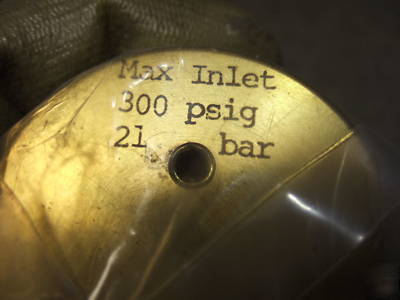 Max Inlet
300 psig
21 bar